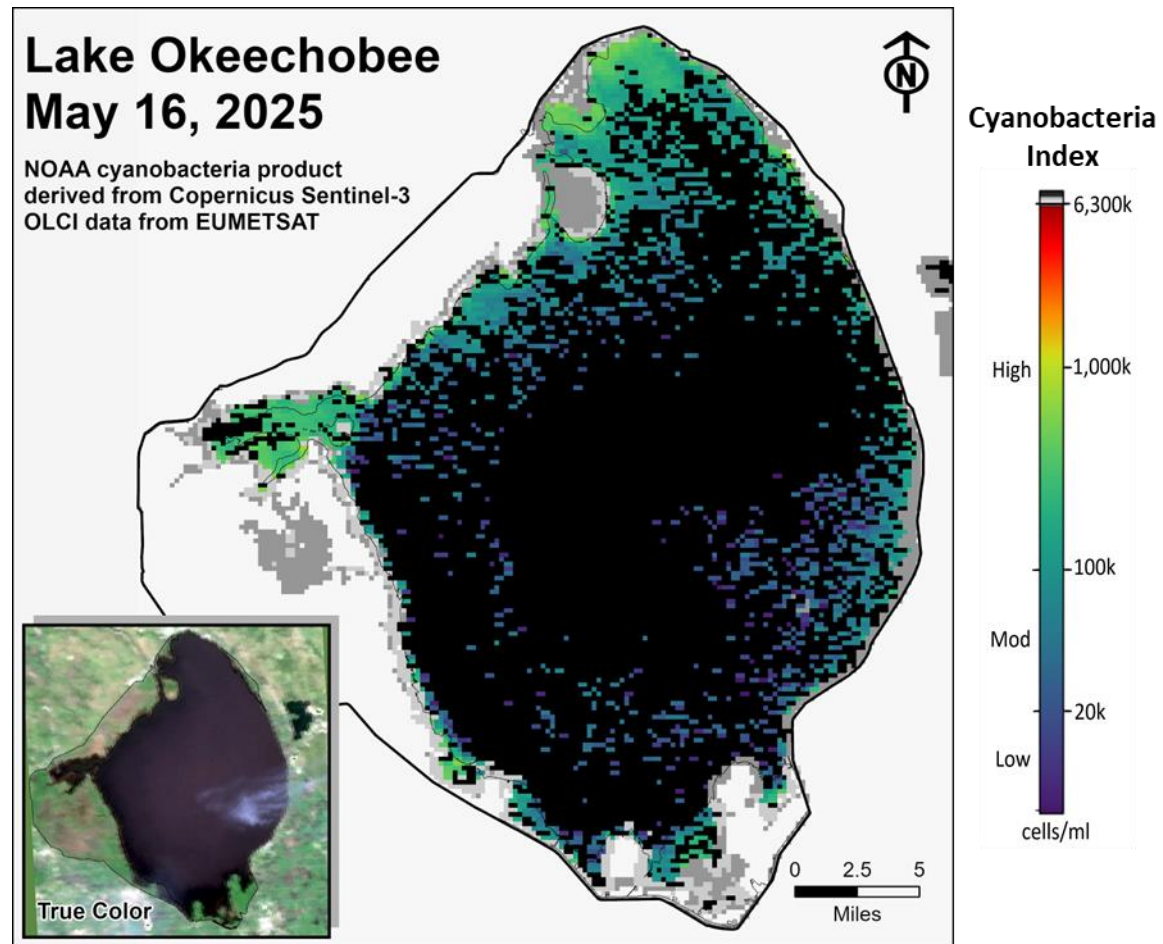 Lake Okeechobee
May 16, 2025
NOAA cyanobacteria product
derived from Copernicus Sentinel-3
OLCI data from EUMETSAT
N
Cyanobacteria
Index
6,300k
High
1,000k
100k
Mod
20k
Low
cells/ml
0 2.5 5
Miles
True Color